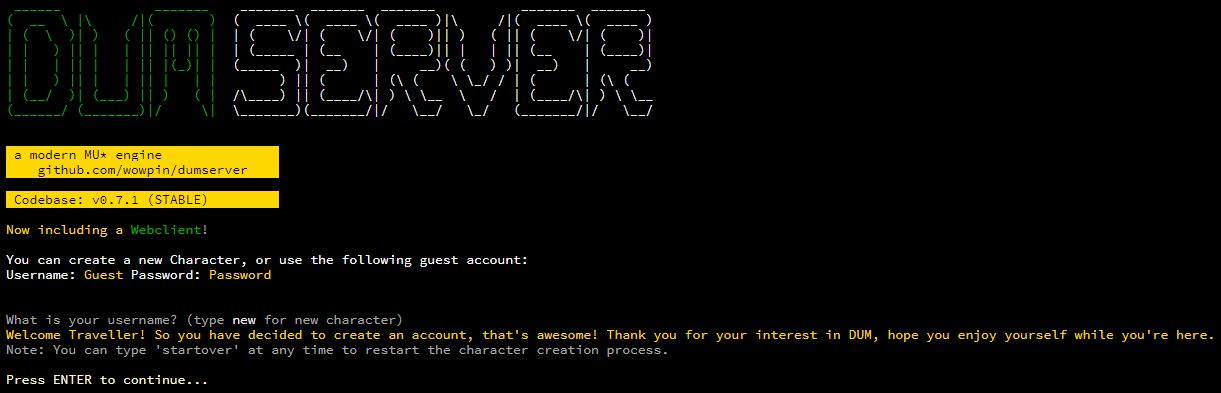 DUM SERVER
a modern MU* engine
github.com/wowpin/dumserver
Codebase: v0.7.1 (STABLE)
Now including a Webclient!
You can create a new Character, or use the following guest account:
Username: Guest Password: Password
What is your username? (type new for new character)
Welcome Traveller! So you have decided to create an account, that's awesome! Thank you for your interest in DUM, hope you enjoy yourself while you're here.
Note: You can type 'startover' at any time to restart the character creation process.
Press ENTER to continue...